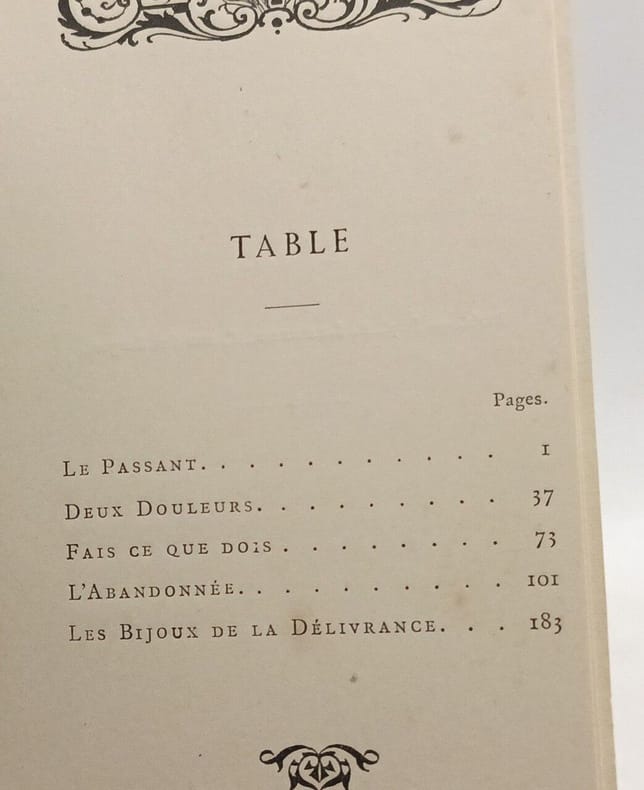 TABLE
Pages.
LE PASSANT. . . . . . . . . . . 1
DEUX DOULEURS. . . . . . . . . 37
FAIS CE QUE DOIS . . . . . . . . 73
L'ABANDONNÉE. . . . . . . . . . 101
LES BIJOUX DE LA DÉLIVRANCE. . . 183